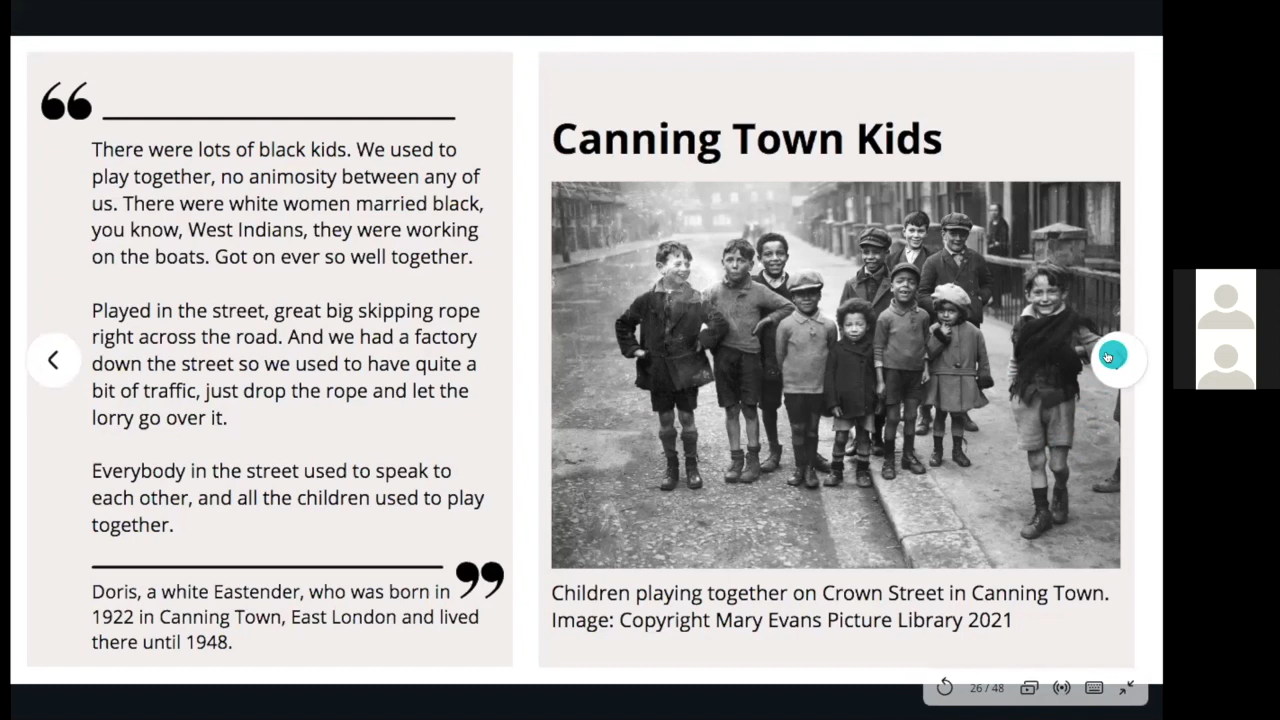 There were lots of black kids. We used to
play together, no animosity between any of
us. There were white women married black,
you know, West Indians, they were working
on the boats. Got on ever so well together.
Played in the street, great big skipping rope
right across the road. And we had a factory
down the street so we used to have quite a
bit of traffic, just drop the rope and let the
lorry go over it.
Everybody in the street used to speak to
each other, and all the children used to play
together.
Doris, a white Eastender, who was born in
1922 in Canning Town, East London and lived
there until 1948.
Canning Town Kids
Children playing together on Crown Street in Canning Town.
Image: Copyright Mary Evans Picture Library 2021
26 / 48